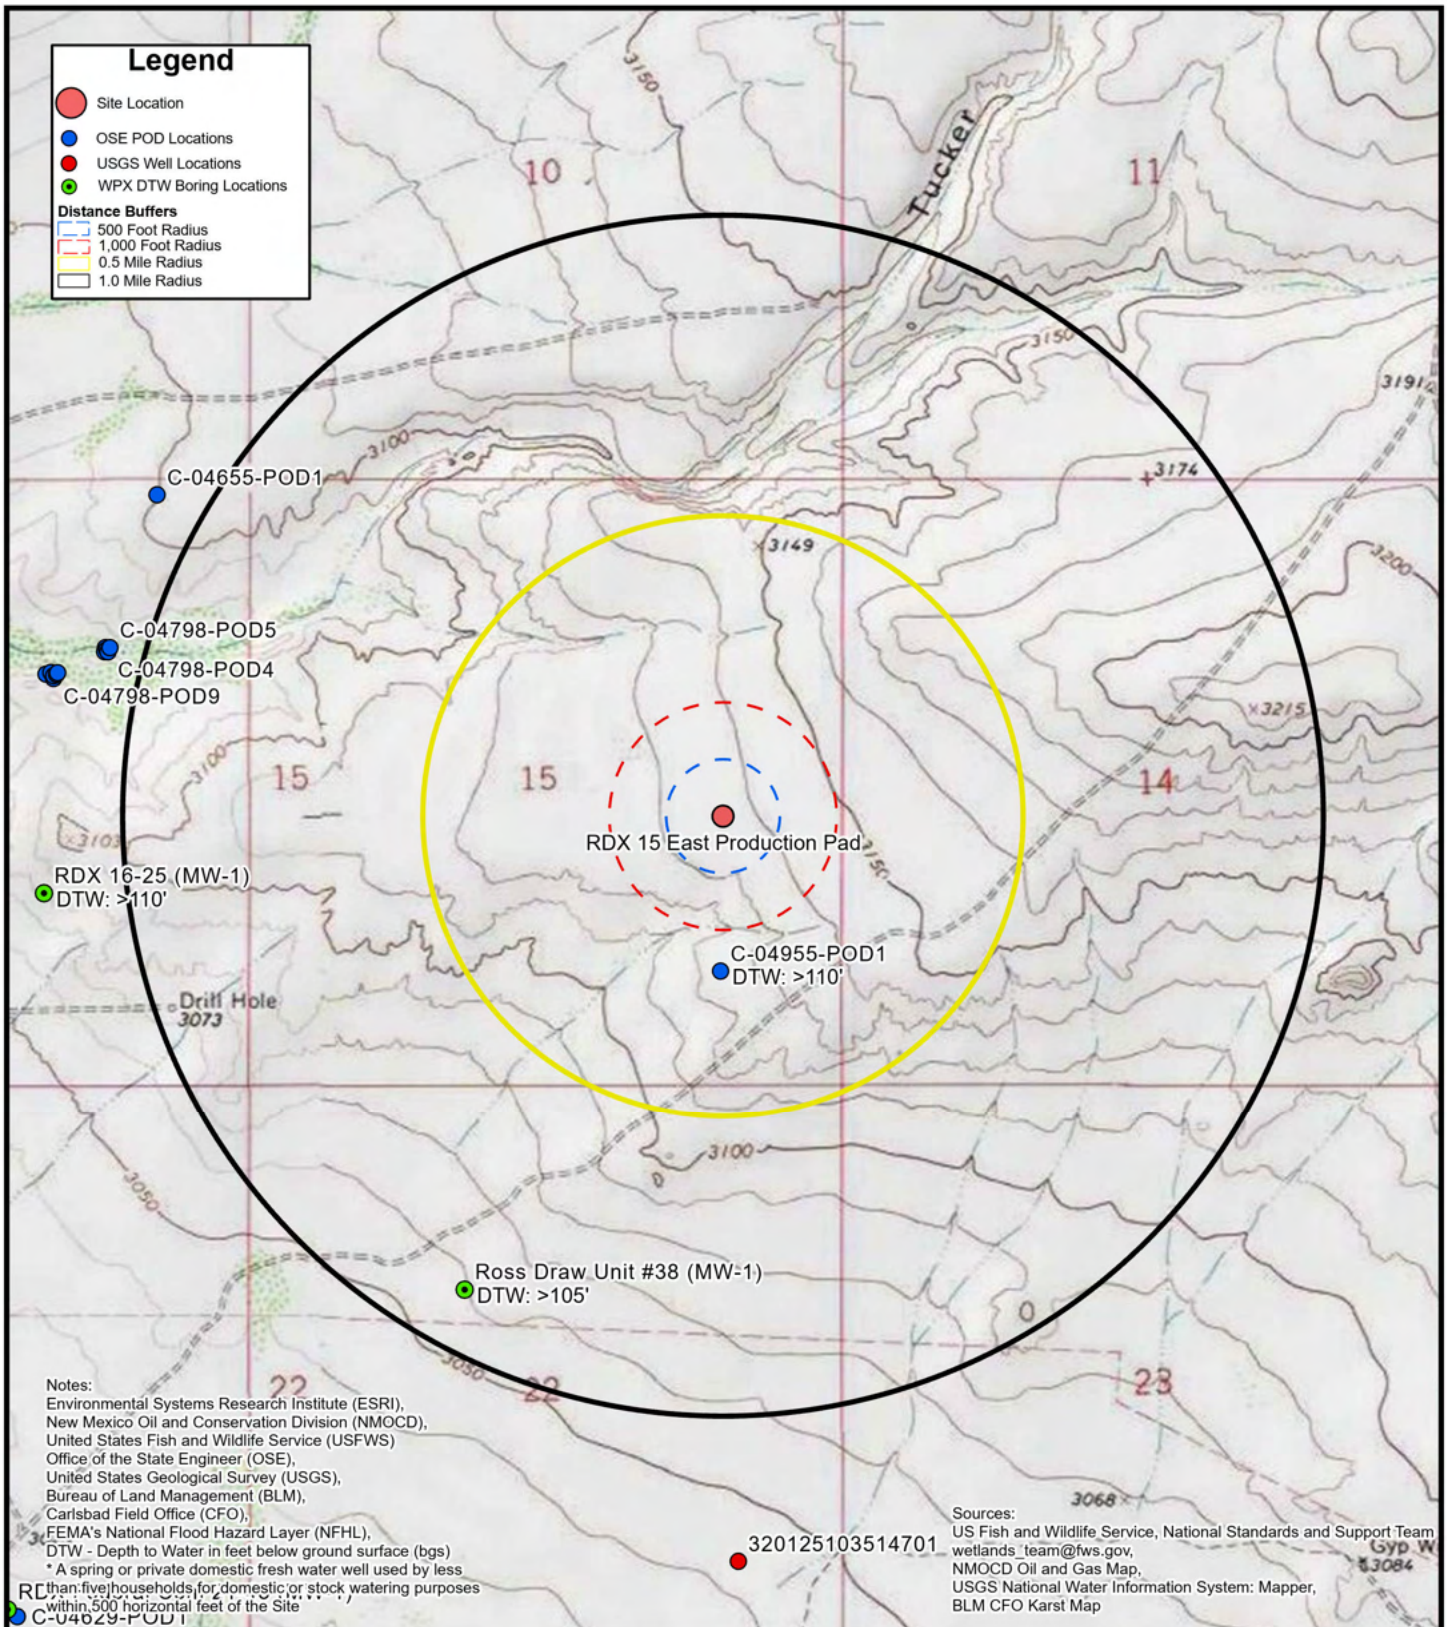 Legend
Site Location
OSE POD Locations
USGS Well Locations
WPX DTW Boring Locations
Distance Buffers
500 Foot Radius
1,000 Foot Radius
0.5 Mile Radius
1.0 Mile Radius
3150
Tucker
10
11
3150
3191
3100
C-04655-POD1
3174
3149
3200
C-04798-POD5
C-04798-POD4
C-04798-POD9
3215
3100
15
15
14
3103
RDX 15 East Production Pad
3150
RDX 16-25 (MW-1)
DTW: >110'
C-04955-POD1
DTW: >110'
Drill Hole
3073
3100
3050
Ross Draw Unit #38 (MW-1)
DTW: >105'
3050
22
22
23
Notes:
Environmental Systems Research Institute (ESRI),
New Mexico Oil and Conservation Division (NMOCD),
United States Fish and Wildlife Service (USFWS)
Office of the State Engineer (OSE),
United States Geological Survey (USGS),
Bureau of Land Management (BLM),
Carlsbad Field Office (CFO),
FEMA's National Flood Hazard Layer (NFHL),
DTW - Depth to Water in feet below ground surface (bgs)
* A spring or private domestic fresh water well used by less
than five households for domestic or stock watering purposes
within 500 horizontal feet of the Site
RDX
C-04629-POD1
320125103514701
3068
Sources:
US Fish and Wildlife Service, National Standards and Support Team
wetlands_team@fws.gov,
NMOCD Oil and Gas Map,
USGS National Water Information System: Mapper,
BLM CFO Karst Map
Gyp
3084